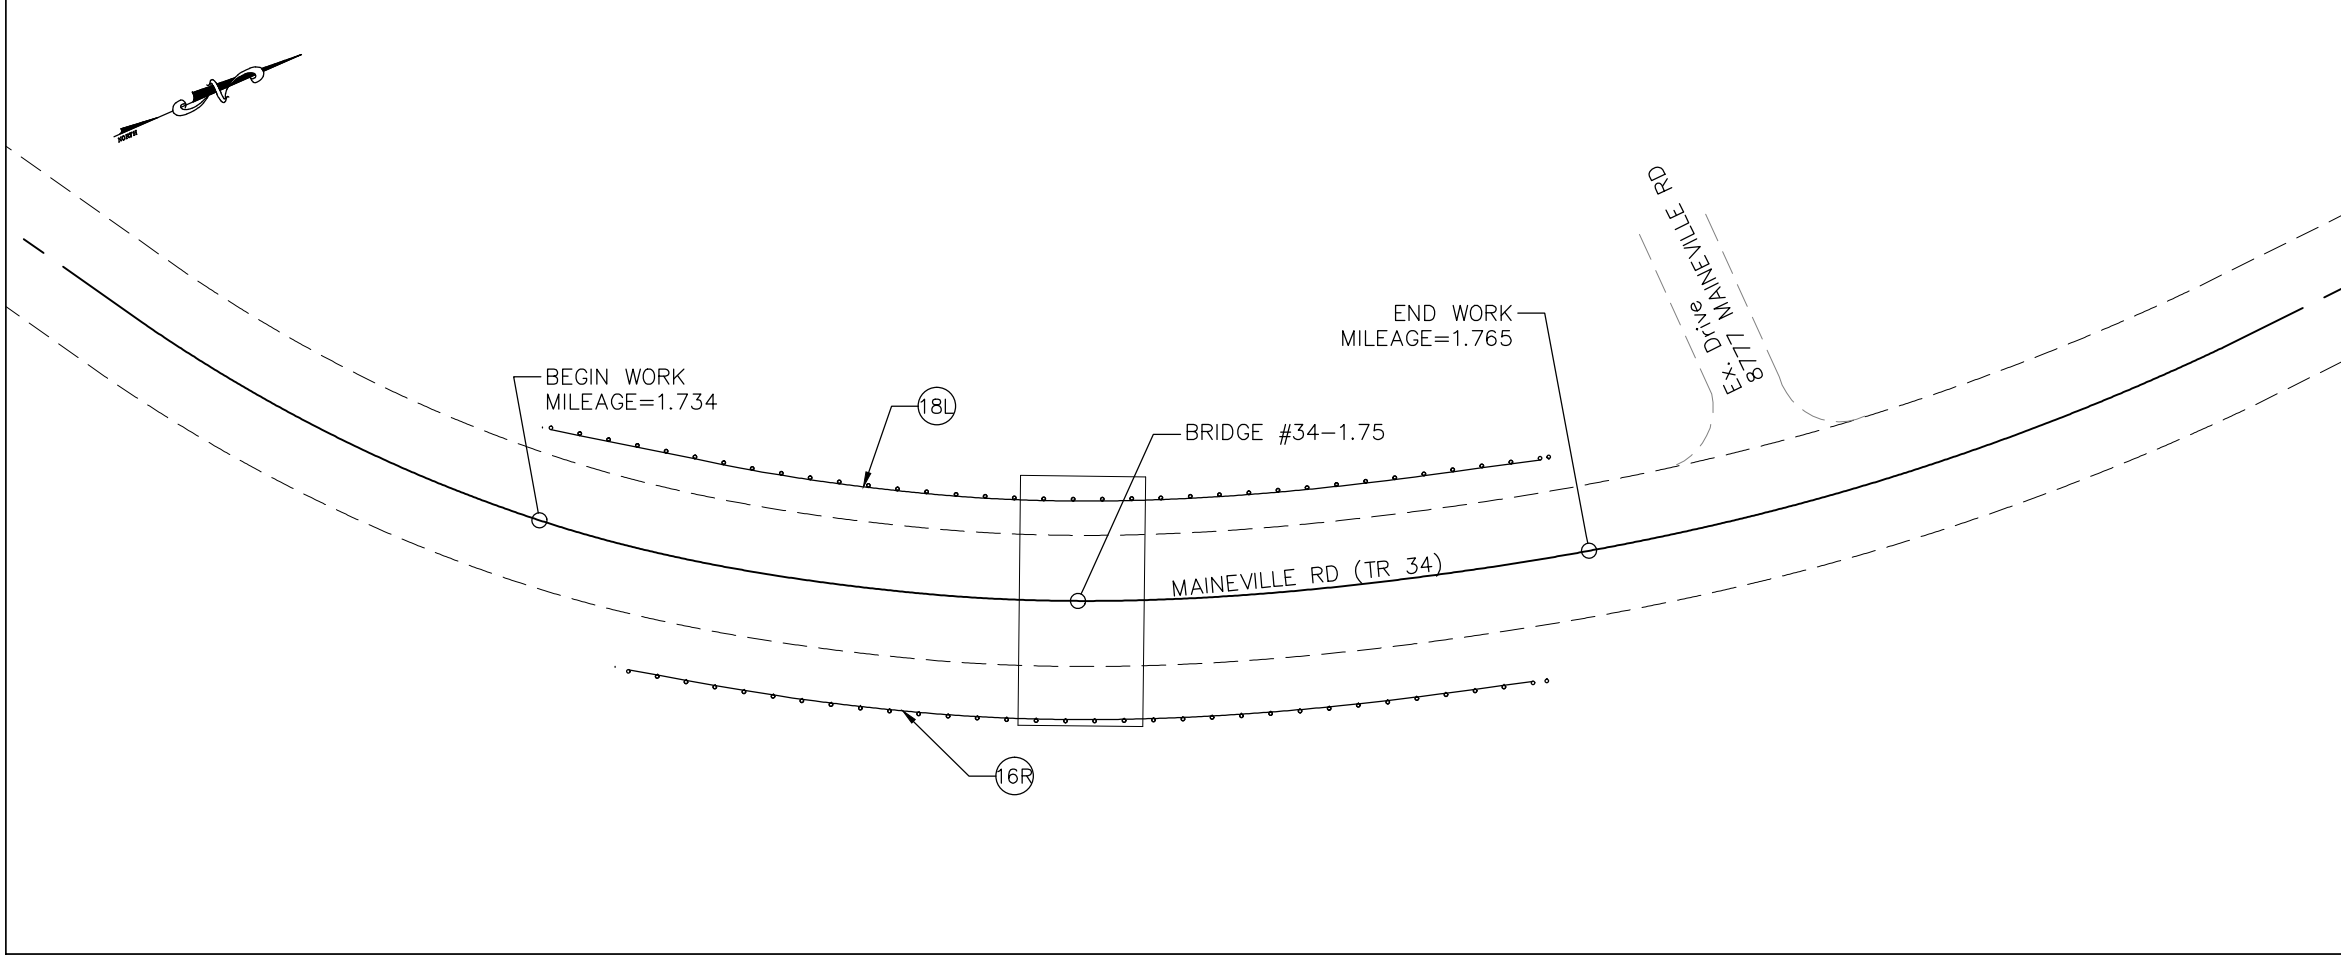 NORTH
Ex. Drive
8777 MAINEVILLE RD
END WORK
MILEAGE=1.765
BEGIN WORK
MILEAGE=1.734
18L
BRIDGE #34-1.75
MAINEVILLE RD (TR 34)
16R